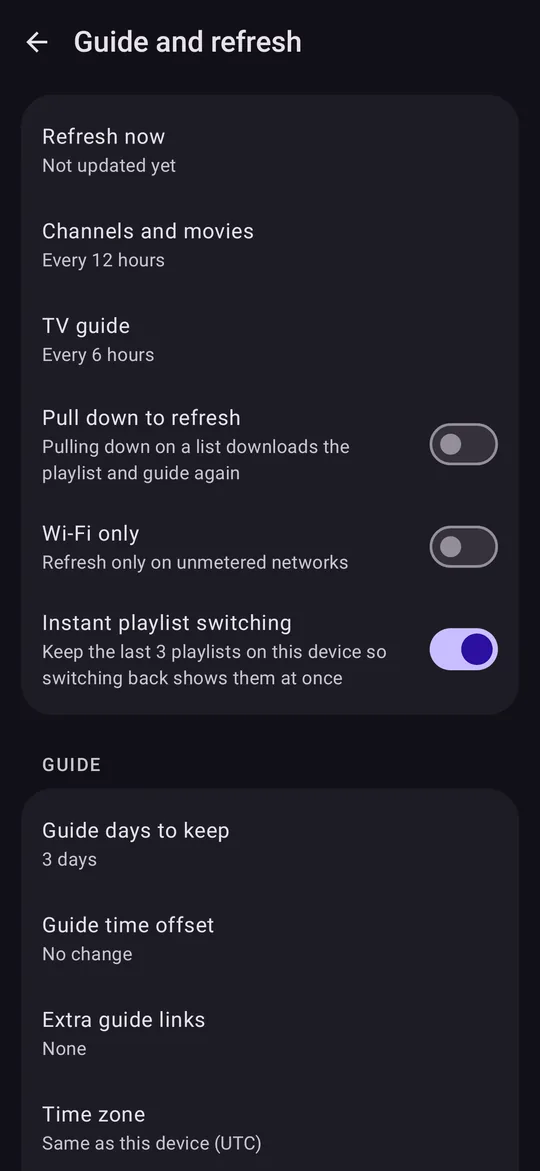 Guide and refresh
Refresh now
Not updated yet
Channels and movies
Every 12 hours
TV guide
Every 6 hours
Pull down to refresh
Pulling down on a list downloads the
playlist and guide again
Wi-Fi only
Refresh only on unmetered networks
Instant playlist switching
Keep the last 3 playlists on this device so
switching back shows them at once
GUIDE
Guide days to keep
3 days
Guide time offset
No change
Extra guide links
None
Time zone
Same as this device (UTC)